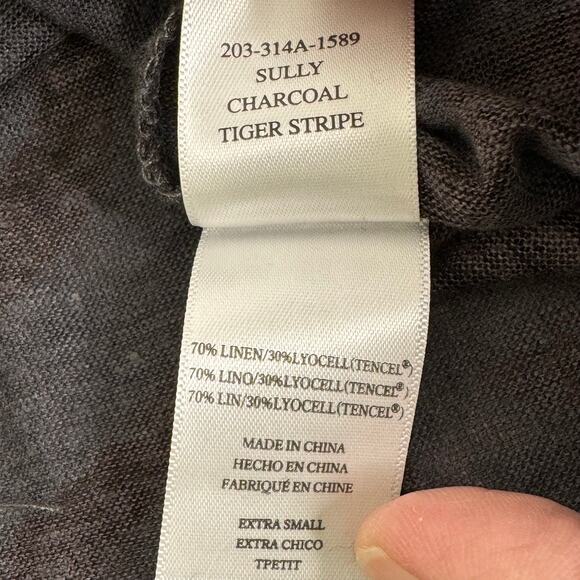 203-314A-1589
SULLY
CHARCOAL
TIGER STRIPE
70% LINEN/30%LYOCELL(TENCEL®)
70% LINO/30%LYOCELL(TENCEL®)
70% LIN/30%LYOCELL(TENCEL®)
MADE IN CHINA
HECHO EN CHINA
FABRIQUÉ EN CHINE
EXTRA SMALL
EXTRA CHICO
TPETIT